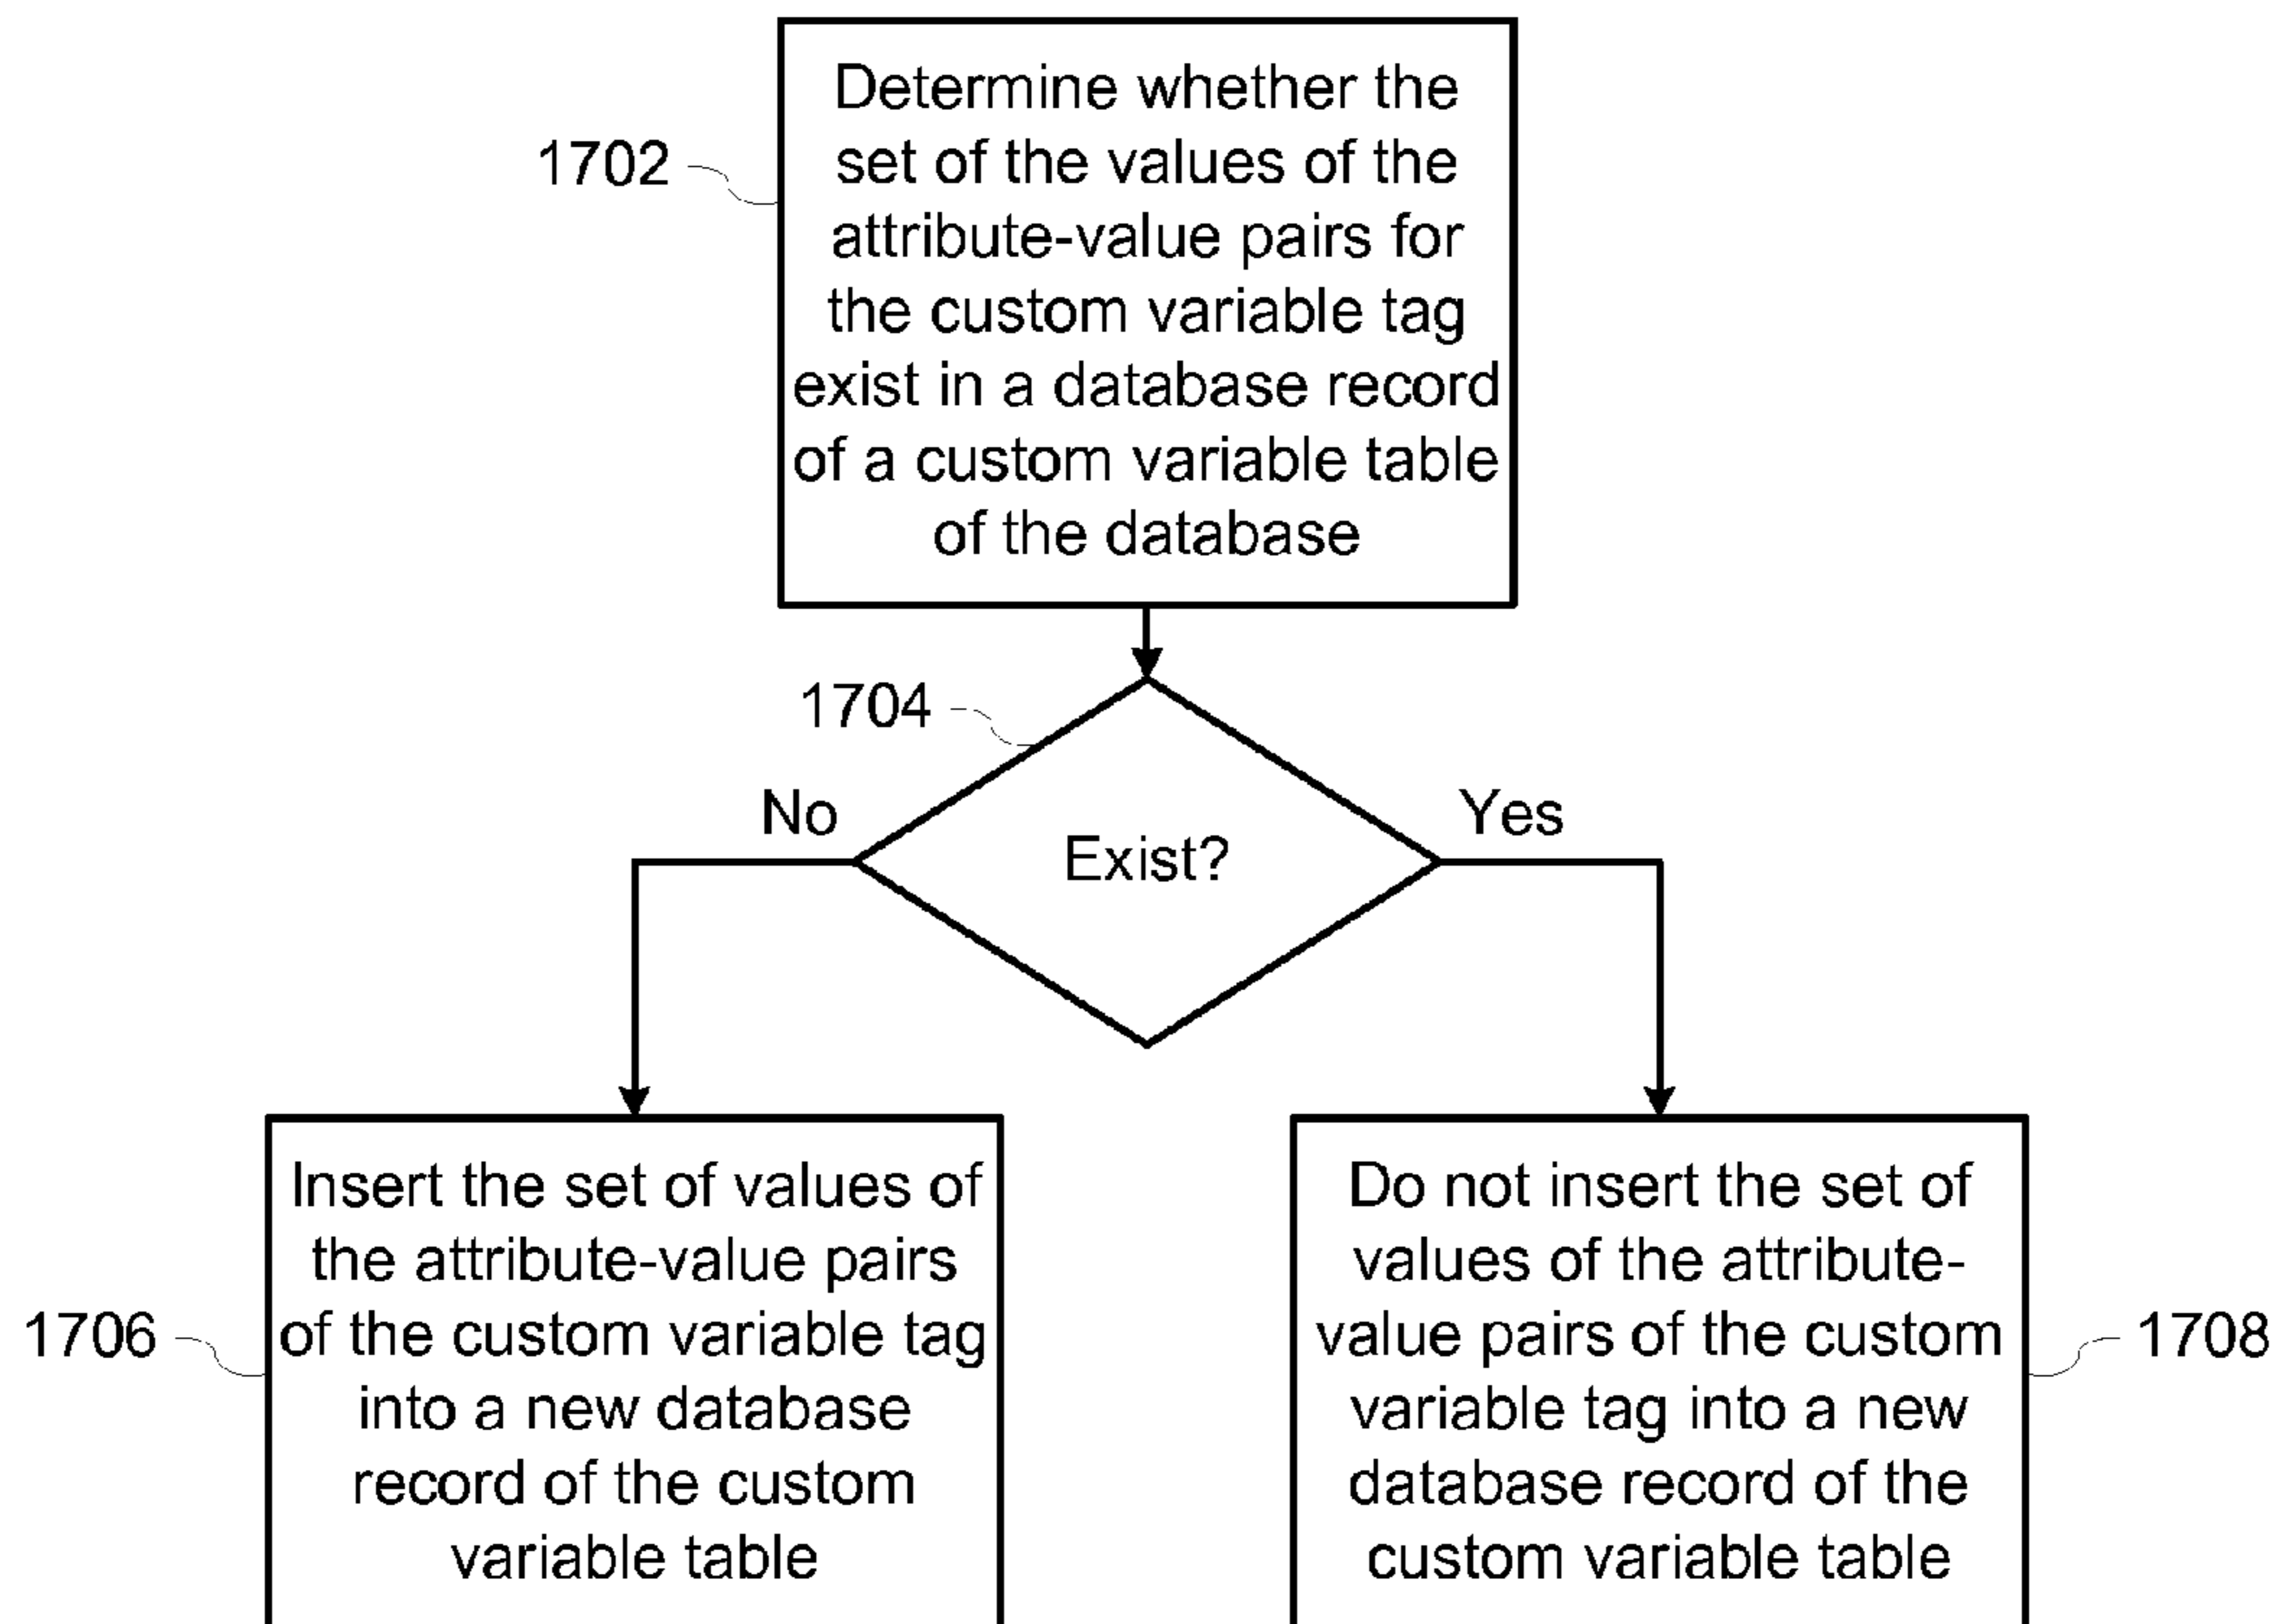 Determine whether the
set of the values of the
attribute-value pairs for
the custom variable tag
exist in a database record
of a custom variable table
of the database
1702
1704
No
Exist?
Yes
Insert the set of values of
the attribute-value pairs
of the custom variable tag
into a new database
record of the custom
variable table
1706
Do not insert the set of
values of the attribute-
value pairs of the custom
variable tag into a new
database record of the
custom variable table
1708